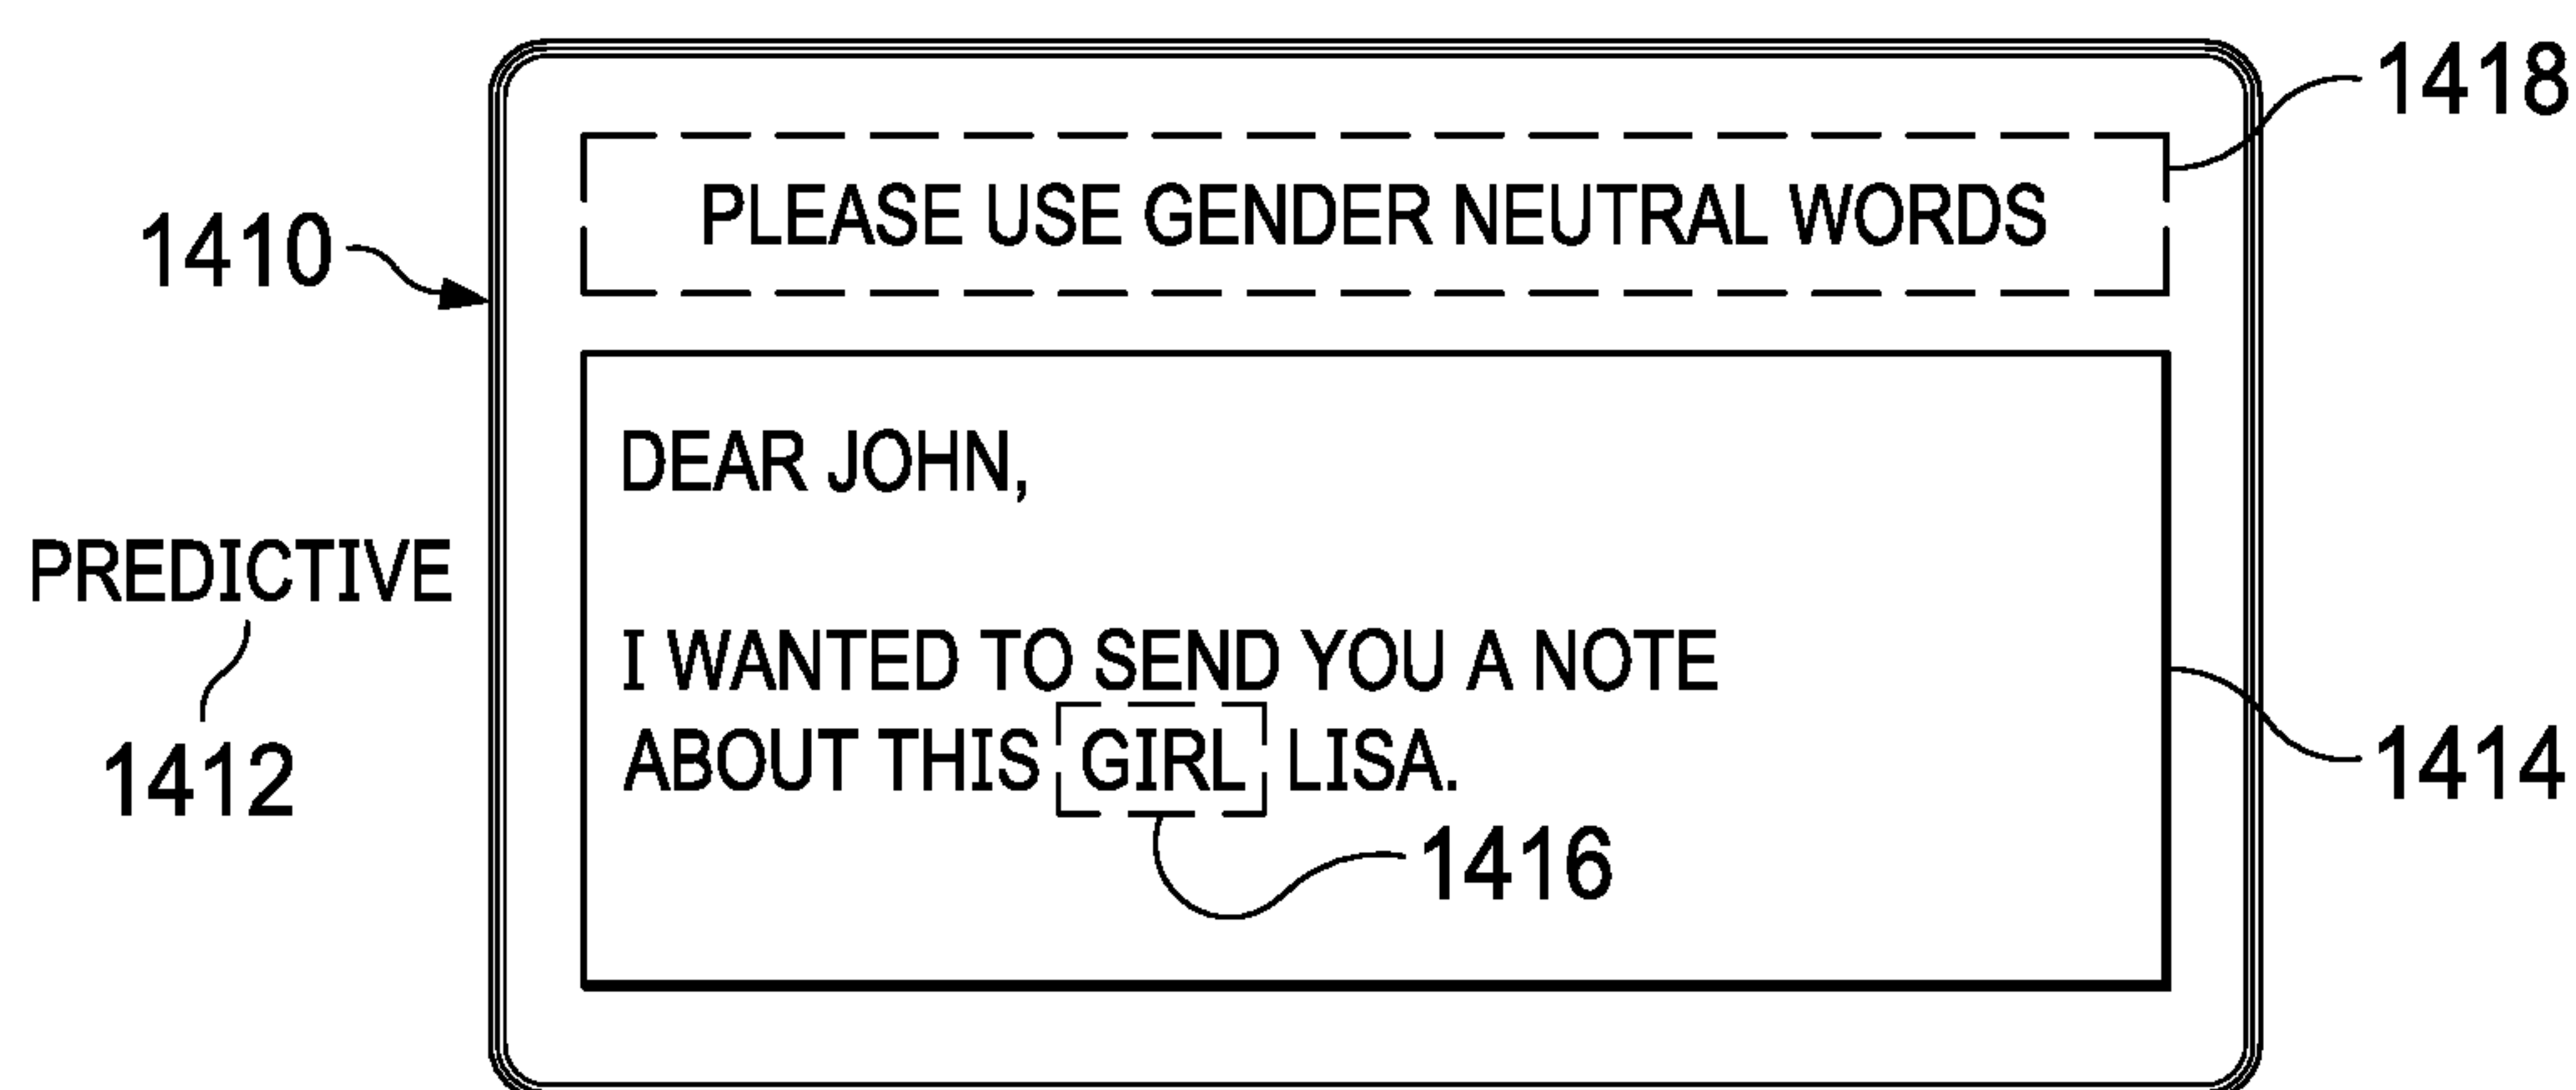 1418
PLEASE USE GENDER NEUTRAL WORDS
1410
DEAR JOHN,
PREDICTIVE
I WANTED TO SEND YOU A NOTE
ABOUT THIS GIRL LISA.
1412
1414
1416